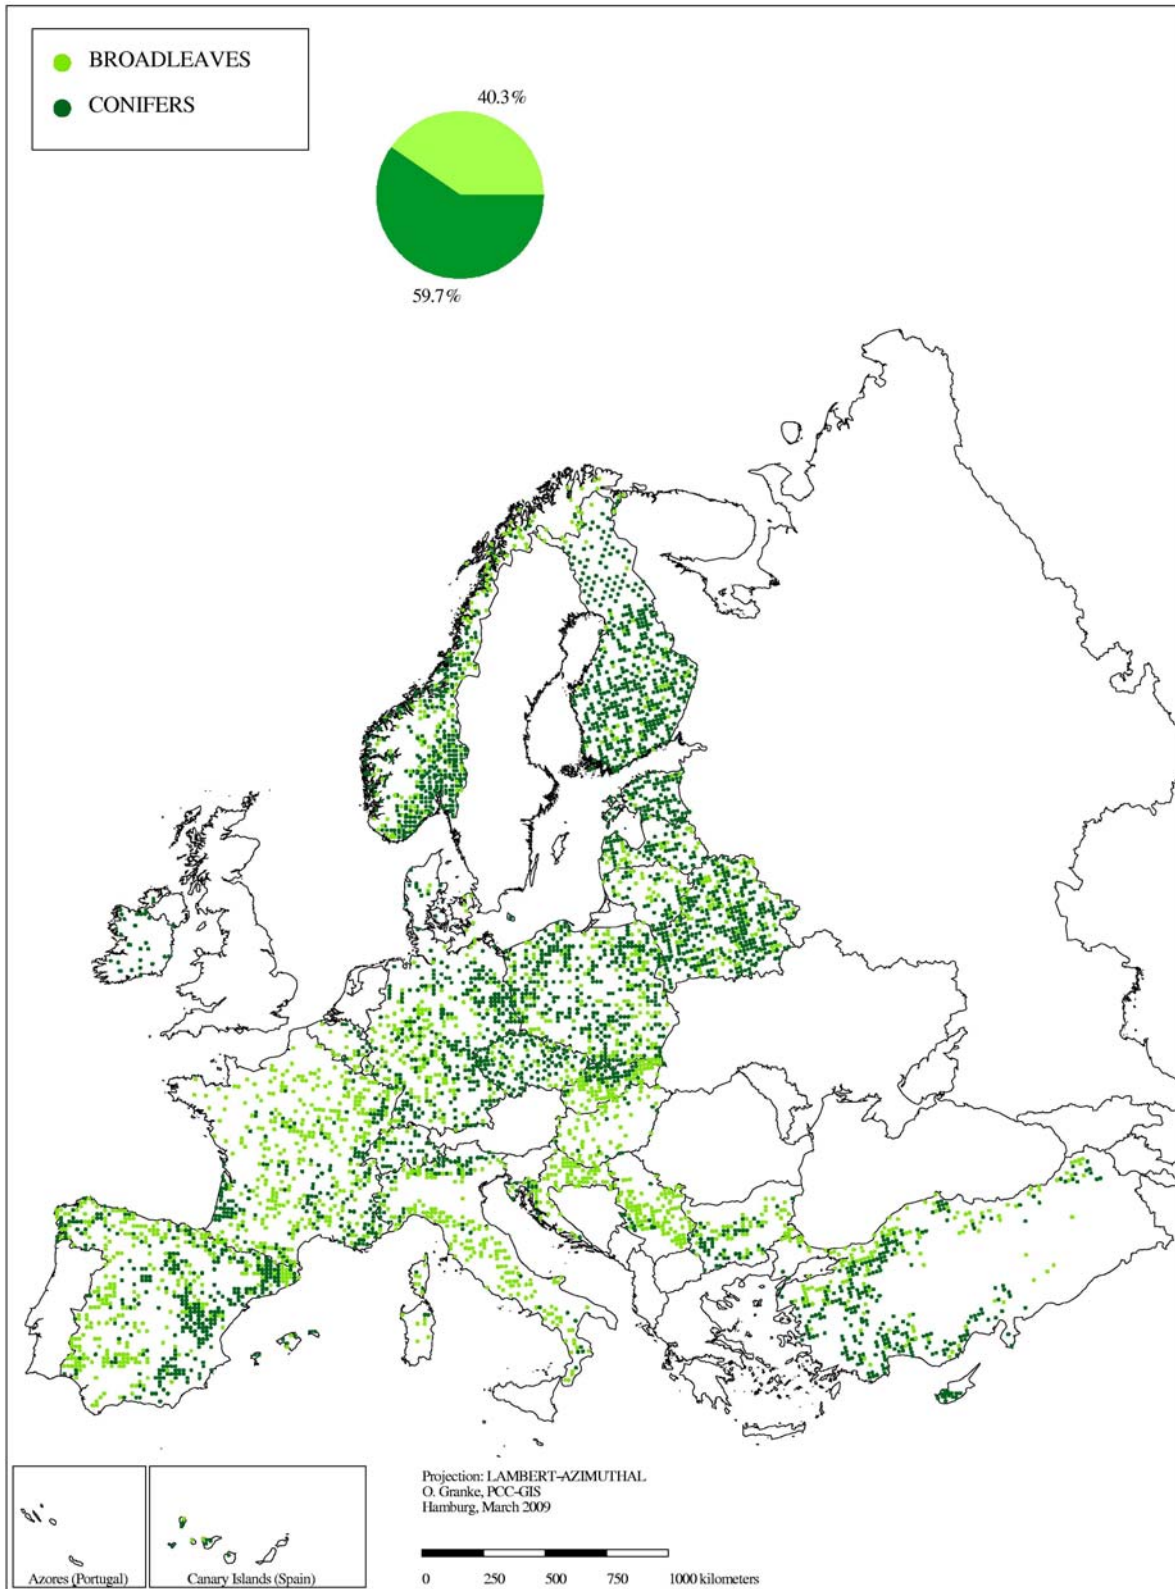 BROADLEAVES
CONIFERS
40.3%
59.7%
Projection: LAMBERT-AZIMUTHAL
O. Granke, PCC-GIS
Hamburg, March 2009
0 250 500 750 1000 kilometers
Azores (Portugal)
Canary Islands (Spain)